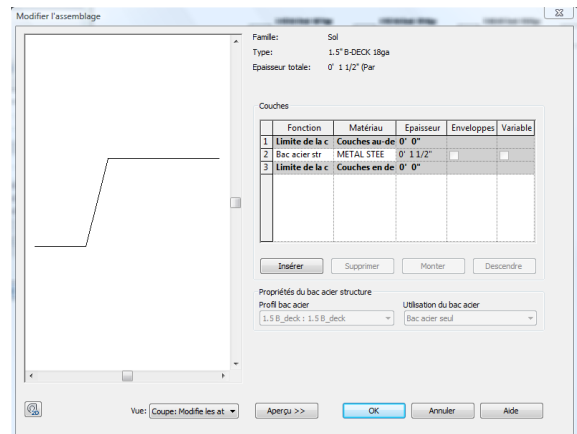 Modifier l'assemblage
Famille: Sol
Type: 1.5" B-DECK 18ga
Epaisseur totale: 0' 1 1/2" (Par
Couches
Fonction Matériau Epaisseur Enveloppes Variable
1 Limite de la c Couches au-de 0' 0"
2 Bac acier str METAL STEE 0' 1 1/2"
3 Limite de la c Couches en de 0' 0"
Insérer Supprimer Monter Descendre
Propriétés du bac acier structure
Profil bac acier Utilisation du bac acier
1.5 B_deck : 1.5 B_deck Bac acier seul
Vue: Coupe: Modifie les at Aperçu >> OK Annuler Aide